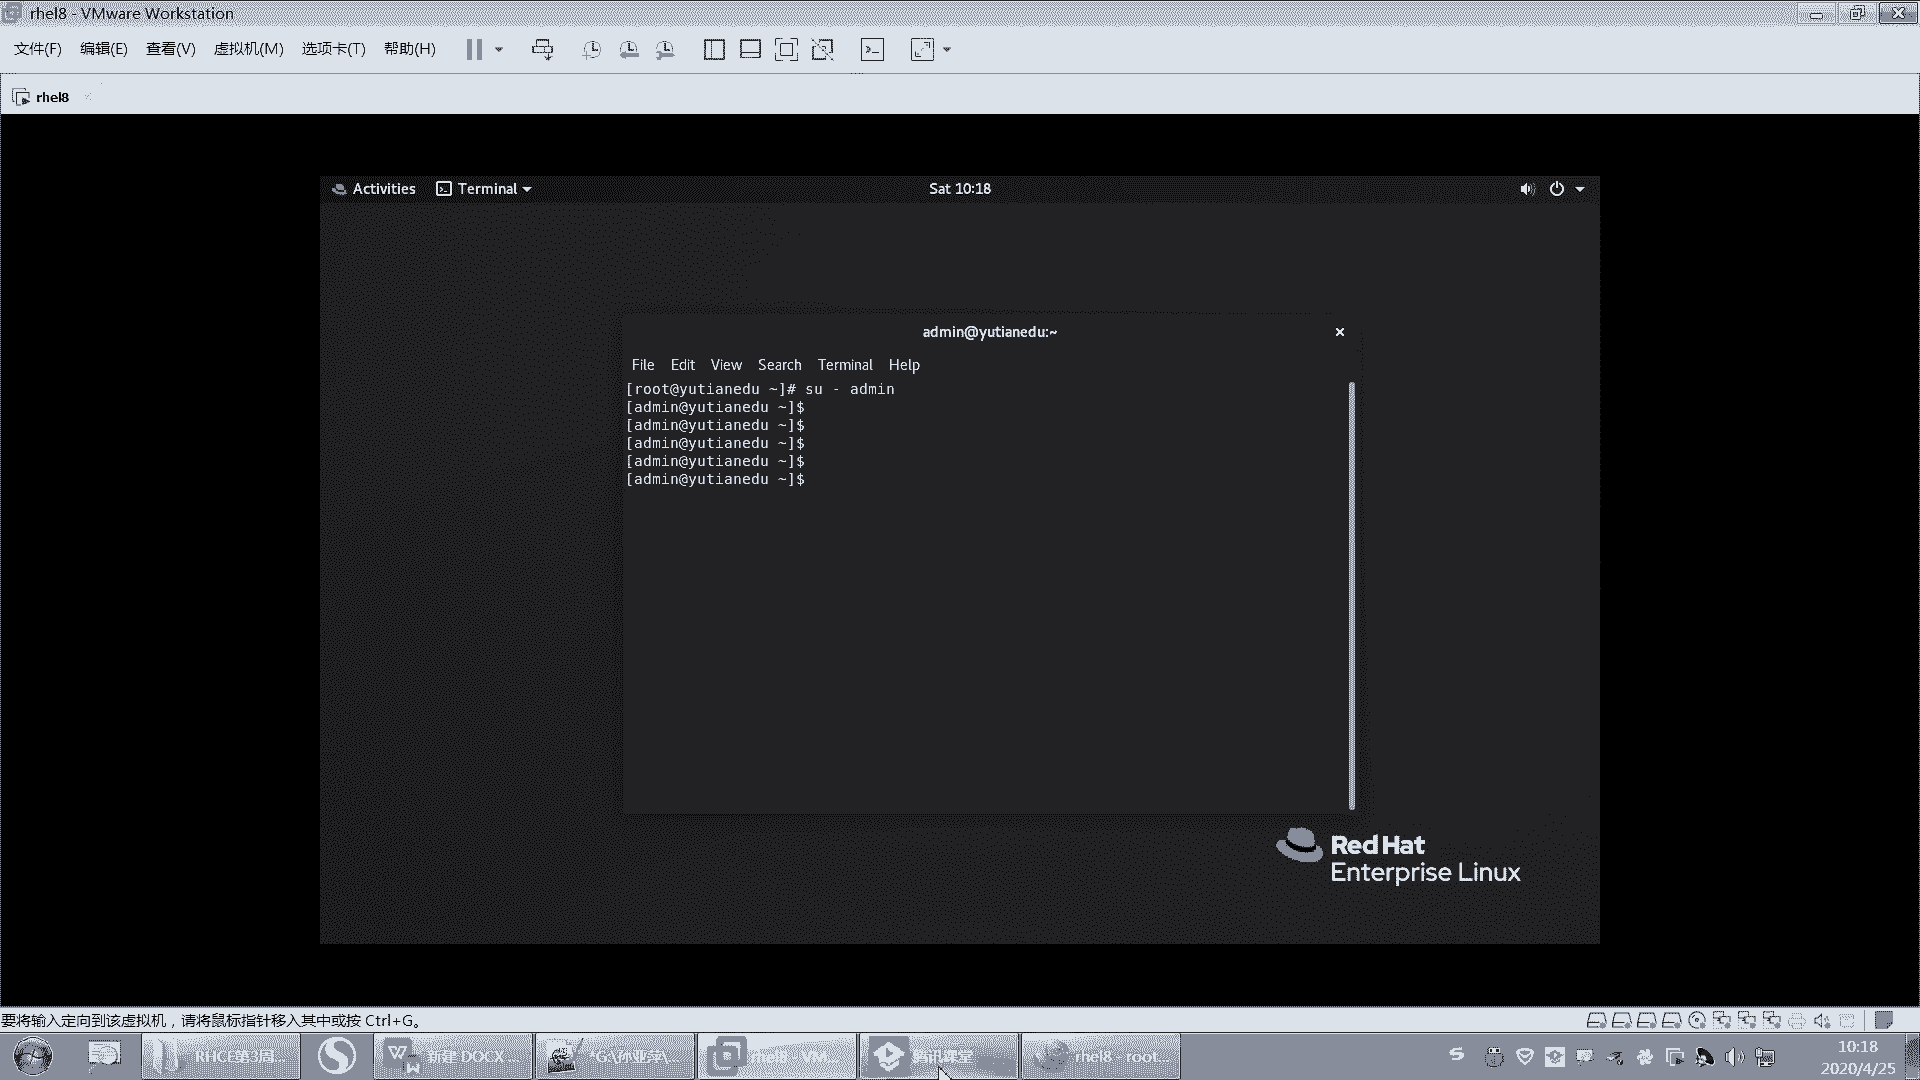 rhel8 - VMware Workstation
文件(F) 编辑(E) 查看(V) 虚拟机(M) 选项卡(T) 帮助(H)
rhel8
Activities Terminal Sat 10:18
admin@yutianedu:~
File Edit View Search Terminal Help
[root@yutianedu ~]# su - admin
[admin@yutianedu ~]$
[admin@yutianedu ~]$
[admin@yutianedu ~]$
[admin@yutianedu ~]$
[admin@yutianedu ~]$
Red Hat
Enterprise Linux
要将输入定向到该虚拟机，请将鼠标指针移入其中或按 Ctrl+G。
RHCE第3周... 新建 DOCX ... *G:\孙亚萍\... rhel8 - VM... 腾讯课堂 rhel8 - root...
10:18
2020/4/25